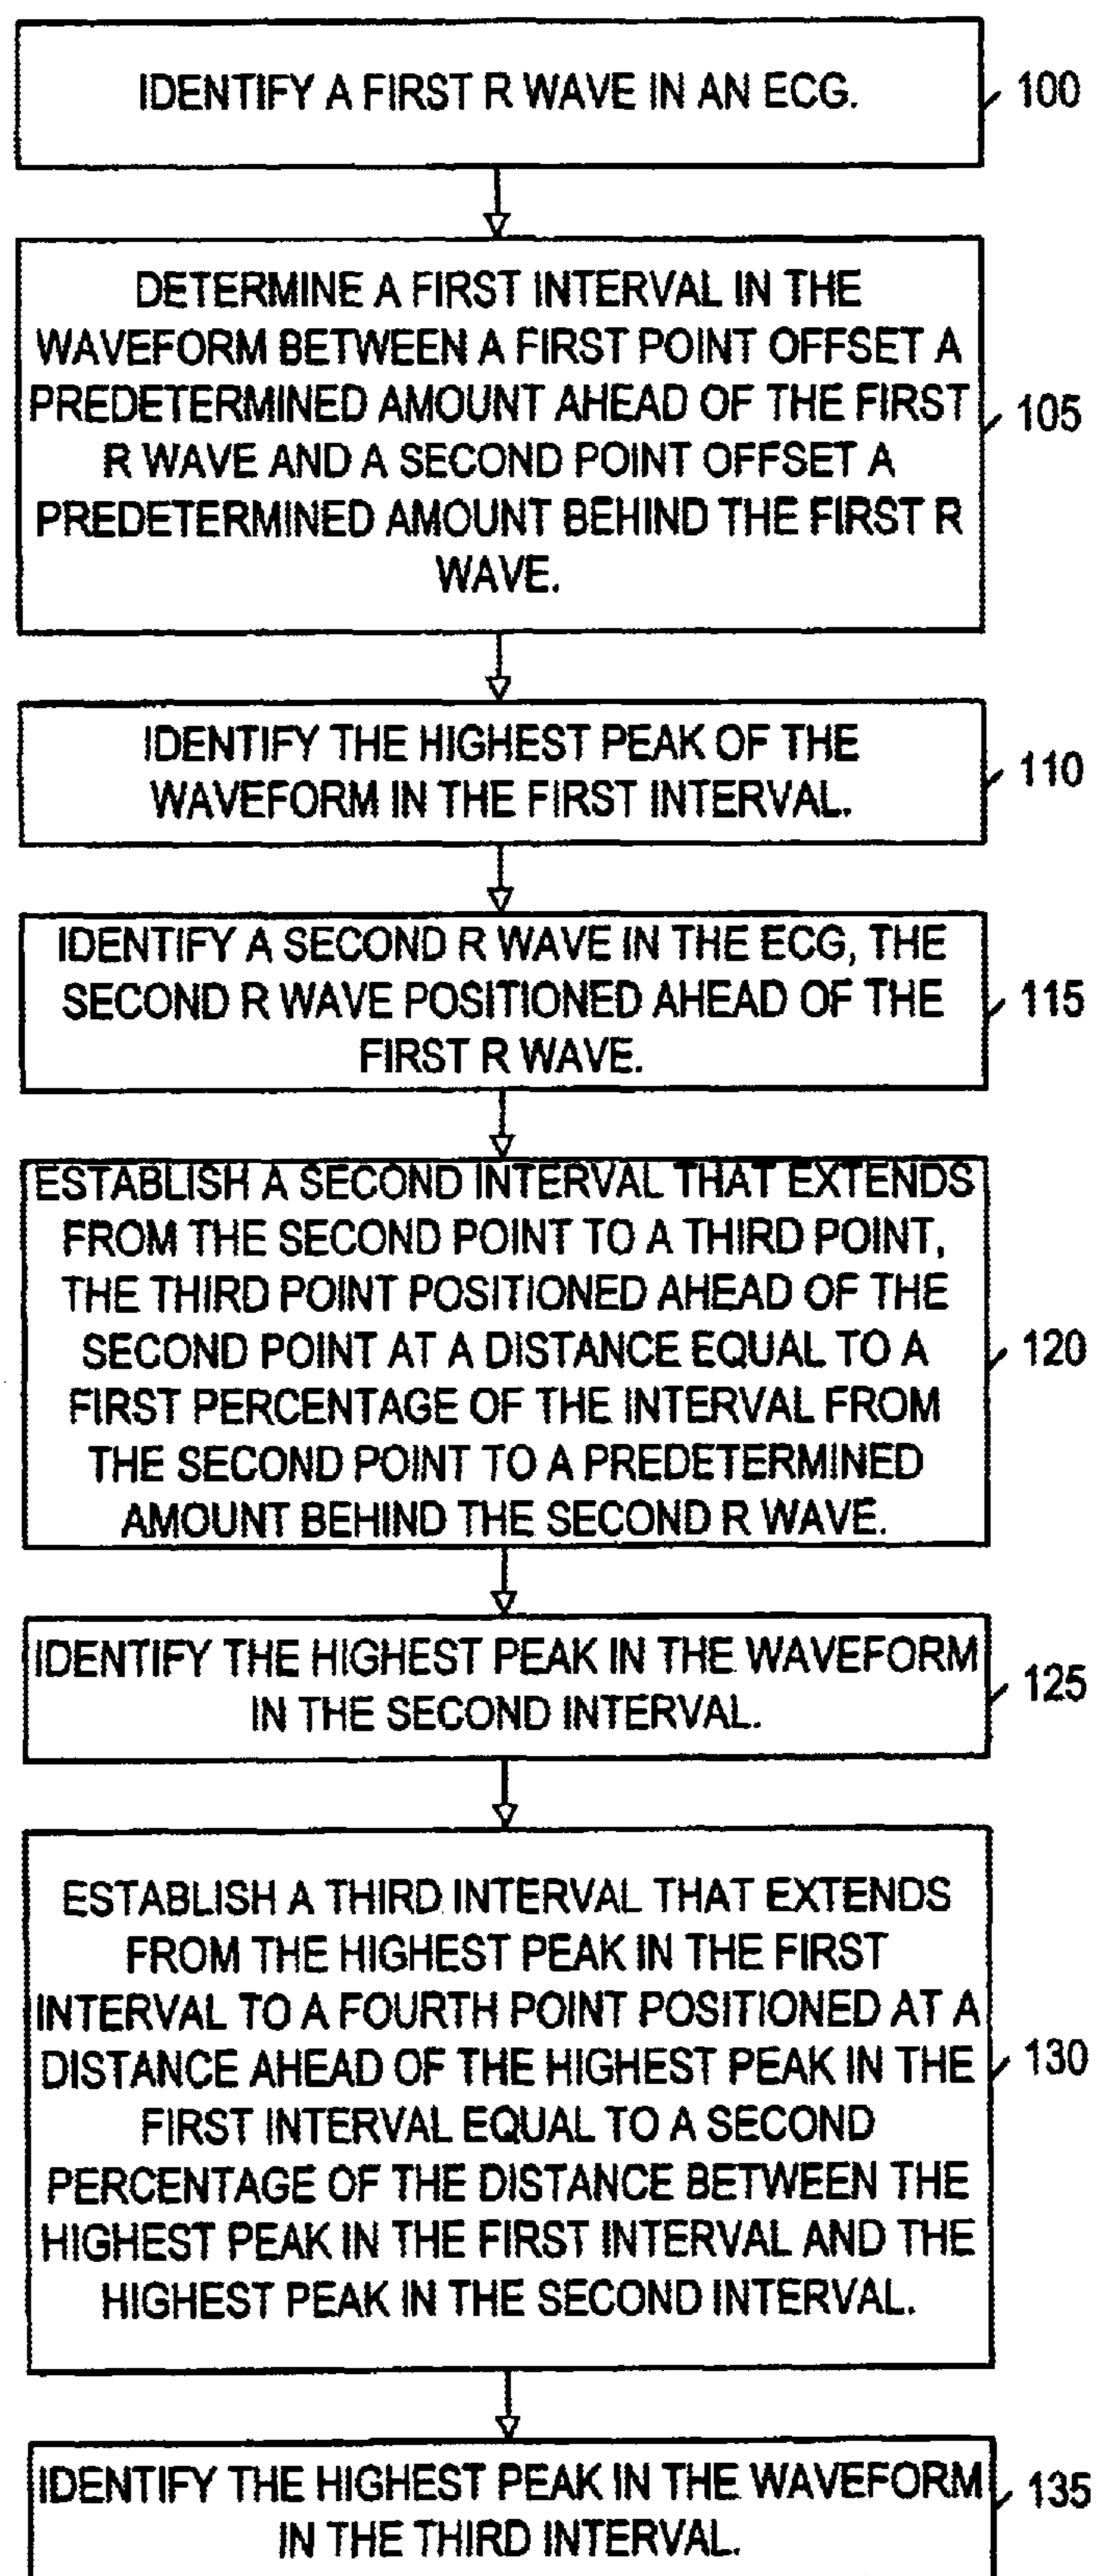 IDENTIFY A FIRST R WAVE IN AN ECG.
100
DETERMINE A FIRST INTERVAL IN THE
WAVEFORM BETWEEN A FIRST POINT OFFSET A
PREDETERMINED AMOUNT AHEAD OF THE FIRST
R WAVE AND A SECOND POINT OFFSET A
PREDETERMINED AMOUNT BEHIND THE FIRST R
WAVE.
105
IDENTIFY THE HIGHEST PEAK OF THE
WAVEFORM IN THE FIRST INTERVAL.
110
IDENTIFY A SECOND R WAVE IN THE ECG, THE
SECOND R WAVE POSITIONED AHEAD OF THE
FIRST R WAVE.
115
ESTABLISH A SECOND INTERVAL THAT EXTENDS
FROM THE SECOND POINT TO A THIRD POINT,
THE THIRD POINT POSITIONED AHEAD OF THE
SECOND POINT AT A DISTANCE EQUAL TO A
FIRST PERCENTAGE OF THE INTERVAL FROM
THE SECOND POINT TO A PREDETERMINED
AMOUNT BEHIND THE SECOND R WAVE.
120
IDENTIFY THE HIGHEST PEAK IN THE WAVEFORM
IN THE SECOND INTERVAL.
125
ESTABLISH A THIRD INTERVAL THAT EXTENDS
FROM THE HIGHEST PEAK IN THE FIRST
INTERVAL TO A FOURTH POINT POSITIONED AT A
DISTANCE AHEAD OF THE HIGHEST PEAK IN THE
FIRST INTERVAL EQUAL TO A SECOND
PERCENTAGE OF THE DISTANCE BETWEEN THE
HIGHEST PEAK IN THE FIRST INTERVAL AND THE
HIGHEST PEAK IN THE SECOND INTERVAL.
130
IDENTIFY THE HIGHEST PEAK IN THE WAVEFORM
IN THE THIRD INTERVAL.
135